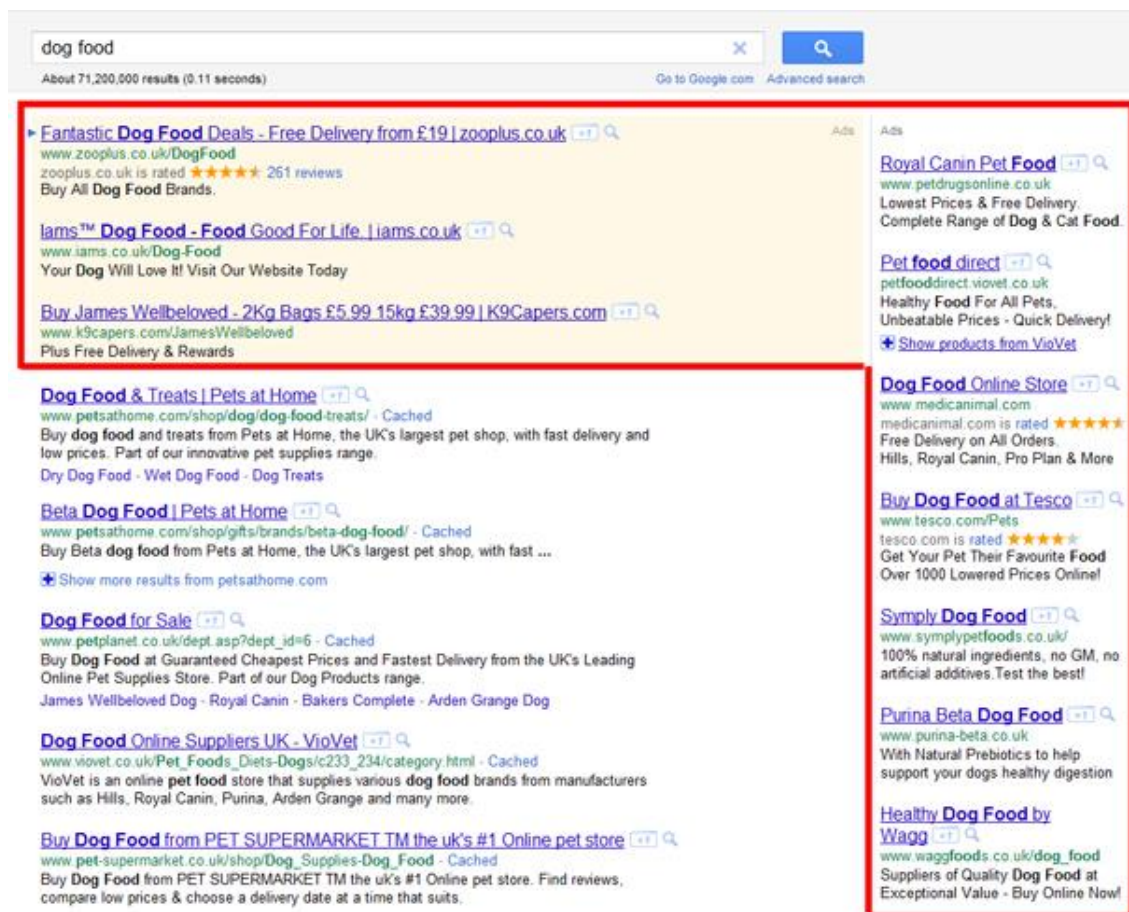 dog food
About 71,200,000 results (0.11 seconds)
Go to Google.com Advanced search
Fantastic Dog Food Deals - Free Delivery from £19 | zooplus.co.uk +1
Ads
www.zooplus.co.uk/DogFood
zooplus.co.uk is rated 261 reviews
Buy All Dog Food Brands.
Iams™ Dog Food - Food Good For Life. | iams.co.uk +1
www.iams.co.uk/Dog-Food
Your Dog Will Love It! Visit Our Website Today
Buy James Wellbeloved - 2Kg Bags £5.99 15kg £39.99 | K9Capers.com +1
www.k9capers.com/JamesWellbeloved
Plus Free Delivery & Rewards
Dog Food & Treats | Pets at Home +1
www.petsathome.com/shop/dog/dog-food-treats/ - Cached
Buy dog food and treats from Pets at Home, the UK's largest pet shop, with fast delivery and
low prices. Part of our innovative pet supplies range.
Dry Dog Food - Wet Dog Food - Dog Treats
Beta Dog Food | Pets at Home +1
www.petsathome.com/shop/gifts/brands/beta-dog-food/ - Cached
Buy Beta dog food from Pets at Home, the UK's largest pet shop, with fast ...
Show more results from petsathome.com
Dog Food for Sale +1
www.petplanet.co.uk/dept.asp?dept_id=6 - Cached
Buy Dog Food at Guaranteed Cheapest Prices and Fastest Delivery from the UK's Leading
Online Pet Supplies Store. Part of our Dog Products range.
James Wellbeloved Dog - Royal Canin - Bakers Complete - Arden Grange Dog
Dog Food Online Suppliers UK - VioVet +1
www.viovet.co.uk/Pet_Foods_Diets-Dogs/c233_234/category.html - Cached
VioVet is an online pet food store that supplies various dog food brands from manufacturers
such as Hills, Royal Canin, Purina, Arden Grange and many more.
Buy Dog Food from PET SUPERMARKET TM the uk's #1 Online pet store +1
www.pet-supermarket.co.uk/shop/Dog_Supplies-Dog_Food - Cached
Buy Dog Food from PET SUPERMARKET TM the uk's #1 Online pet store. Find reviews,
compare low prices & choose a delivery date at a time that suits.
Ads
Royal Canin Pet Food +1
www.petdrugsonline.co.uk
Lowest Prices & Free Delivery.
Complete Range of Dog & Cat Food.
Pet food direct +1
petfooddirect.viovet.co.uk
Healthy Food For All Pets,
Unbeatable Prices - Quick Delivery!
Show products from VioVet
Dog Food Online Store +1
www.medicanimal.com
medicanimal.com is rated
Free Delivery on All Orders.
Hills, Royal Canin, Pro Plan & More
Buy Dog Food at Tesco +1
www.tesco.com/Pets
tesco.com is rated
Get Your Pet Their Favourite Food
Over 1000 Lowered Prices Online!
Symply Dog Food +1
www.symplypetfoods.co.uk/
100% natural ingredients, no GM, no
artificial additives.Test the best!
Purina Beta Dog Food +1
www.purina-beta.co.uk
With Natural Prebiotics to help
support your dogs healthy digestion
Healthy Dog Food by
Wagg +1
www.waggfoods.co.uk/dog_food
Suppliers of Quality Dog Food at
Exceptional Value - Buy Online Now!